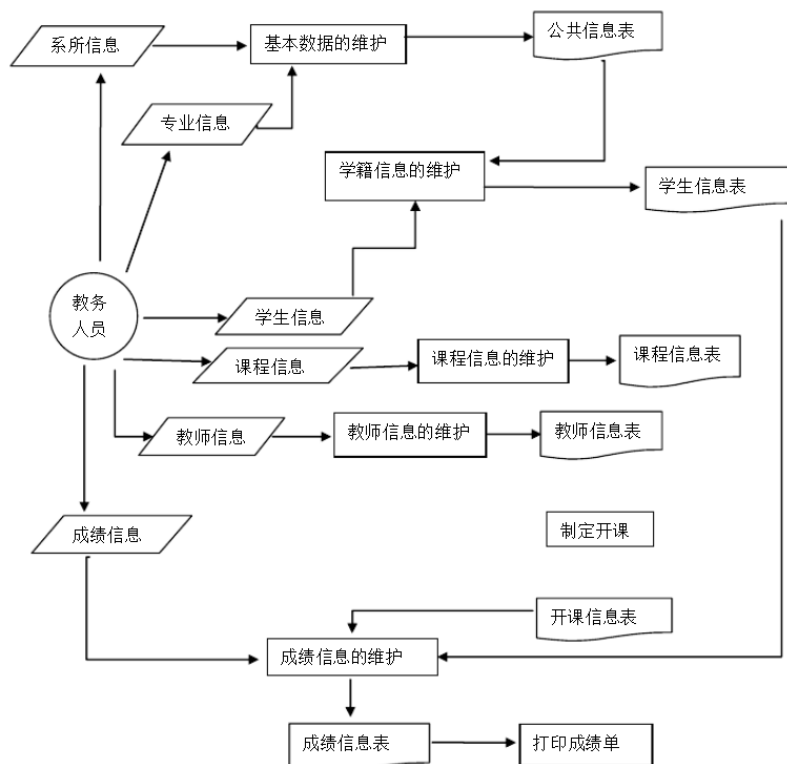 系所信息
基本数据的维护
公共信息表
专业信息
学籍信息的维护
学生信息表
教务
人员
学生信息
课程信息
课程信息的维护
课程信息表
教师信息
教师信息的维护
教师信息表
成绩信息
制定开课
开课信息表
成绩信息的维护
成绩信息表
打印成绩单